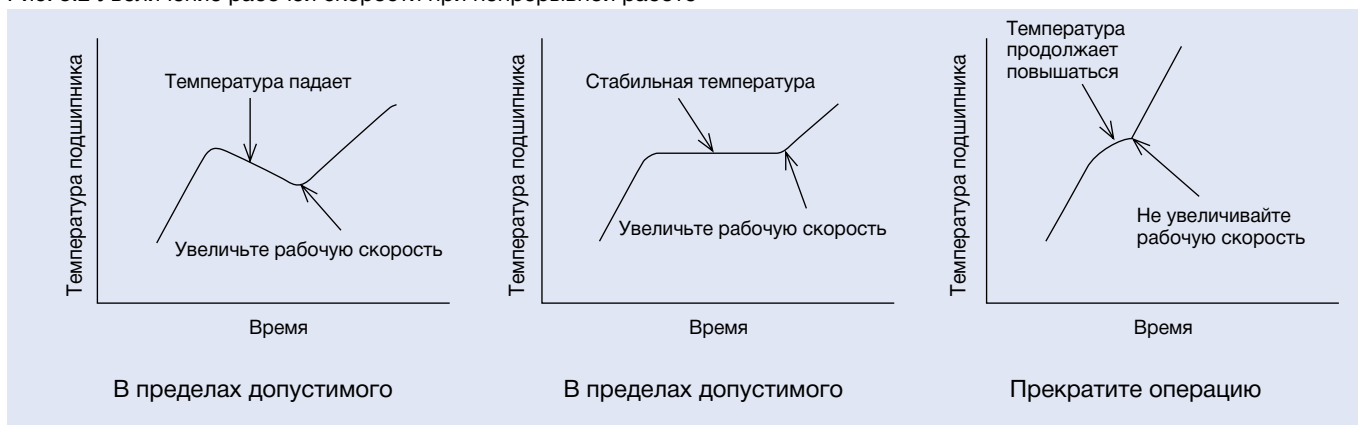 Температура подшипника
Температура падает
Увеличьте рабочую скорость
Время
В пределах допустимого
Температура подшипника
Стабильная температура
Увеличьте рабочую скорость
Время
В пределах допустимого
Температура подшипника
Температура
продолжает
повышаться
Не увеличивайте
рабочую скорость
Время
Прекратите операцию